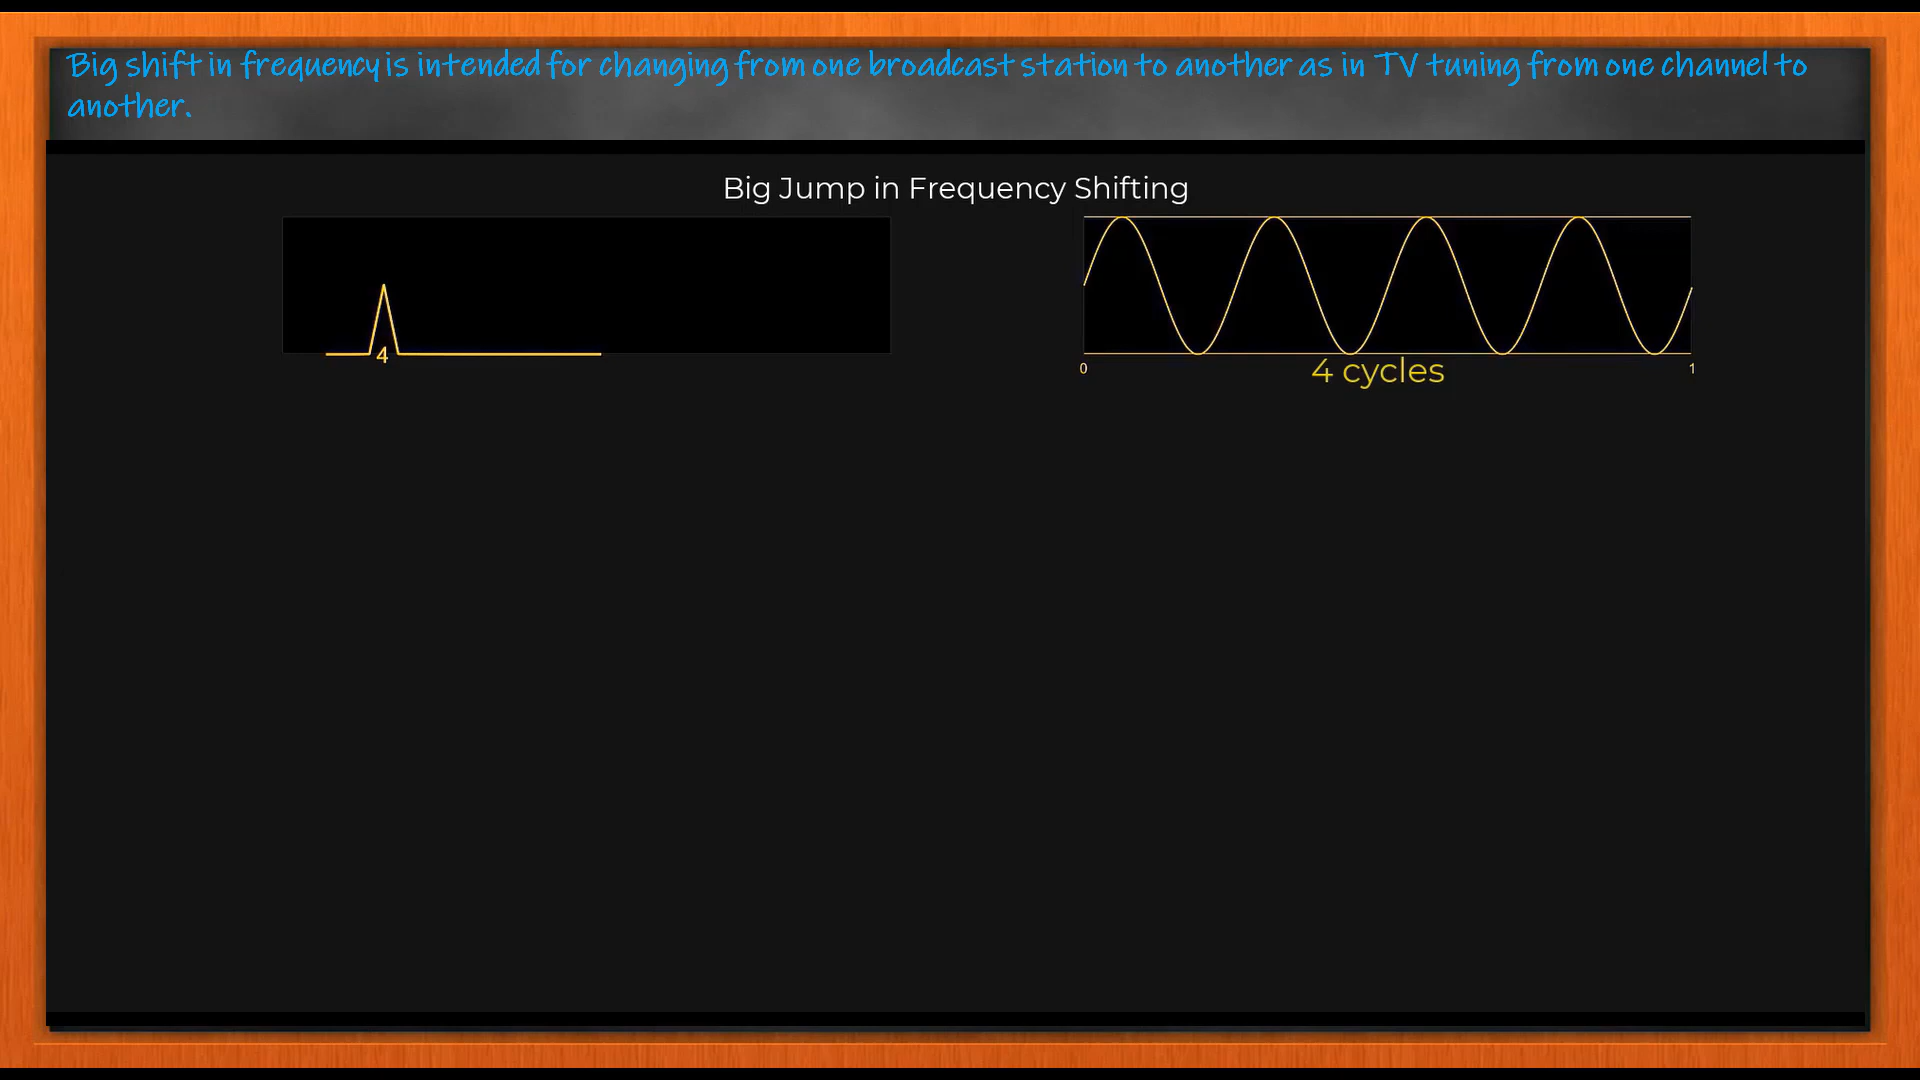 Big shift in frequency is intended for changing from one broadcast station to another as in TV tuning from one channel to
another.
Big Jump in Frequency Shifting
4
0
4 cycles
1